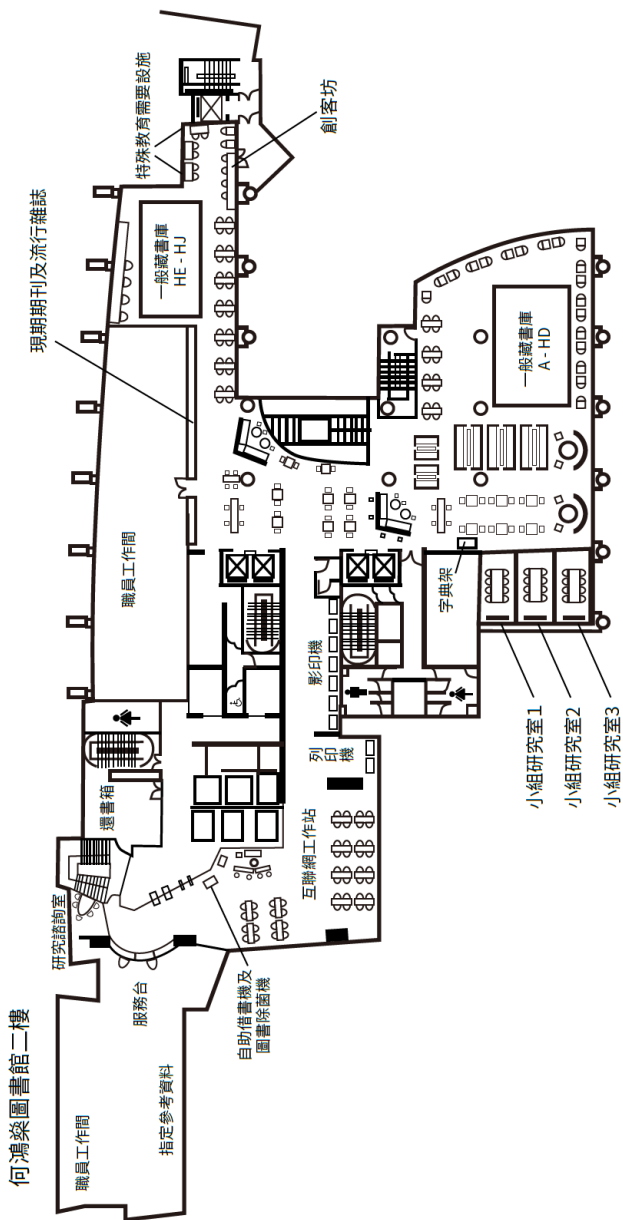 何鴻燊圖書館二樓
職員工作間
指定參考資料
服務台
研究諮詢室
自助借書機及
圖書除菌機
還書箱
互聯網工作站
列印機
影印機
職員工作間
現期期刊及流行雜誌
一般藏書庫
HE - HJ
特殊教育需要設施
創客坊
一般藏書庫
A - HD
字典架
小組研究室1
小組研究室2
小組研究室3